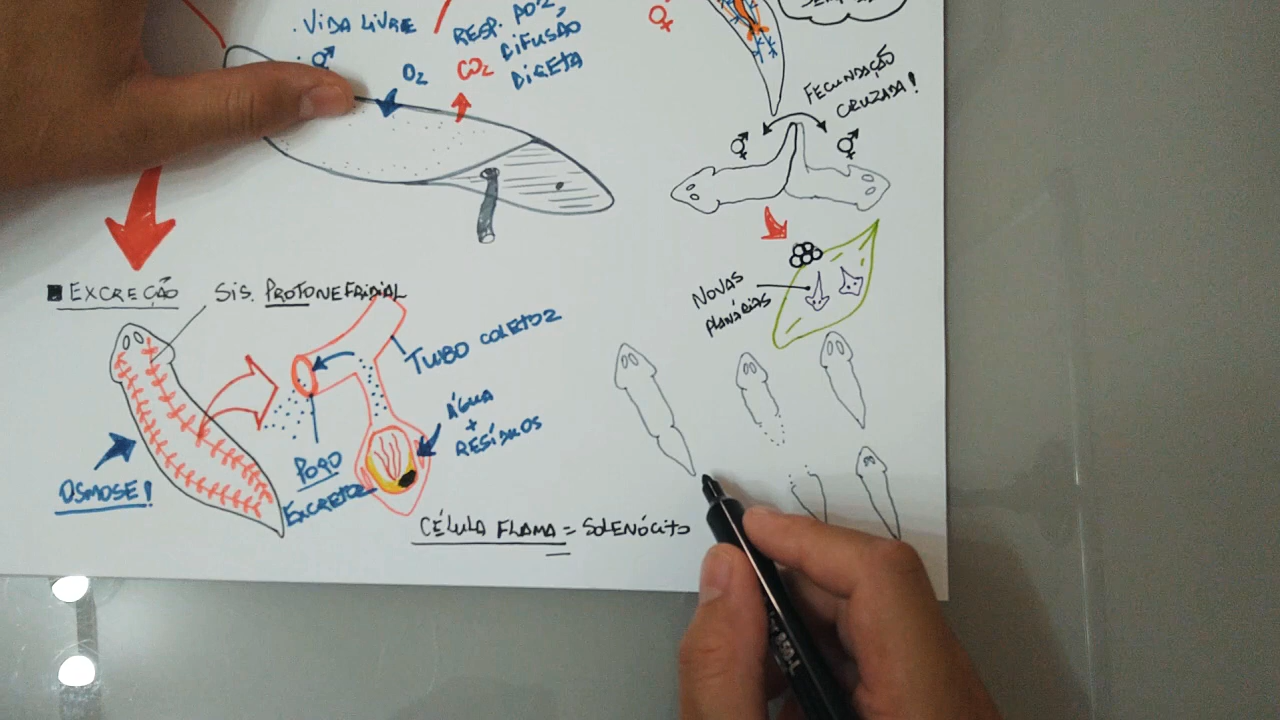 . VIDA LIVRE
RESP. POR
DIFUSÃO
DIRETA
O₂
CO₂
FECUNDAÇÃO
CRUZADA!
NOVAS
PLANÁRIAS
EXCREÇÃO
SIS. PROTONEFRIDIAL
TUBO COLETOR
ÁGUA
+
RESÍDUOS
PORO
EXCRETOR
OSMOSE!
CÉLULA FLAMA = SOLENÓCITO